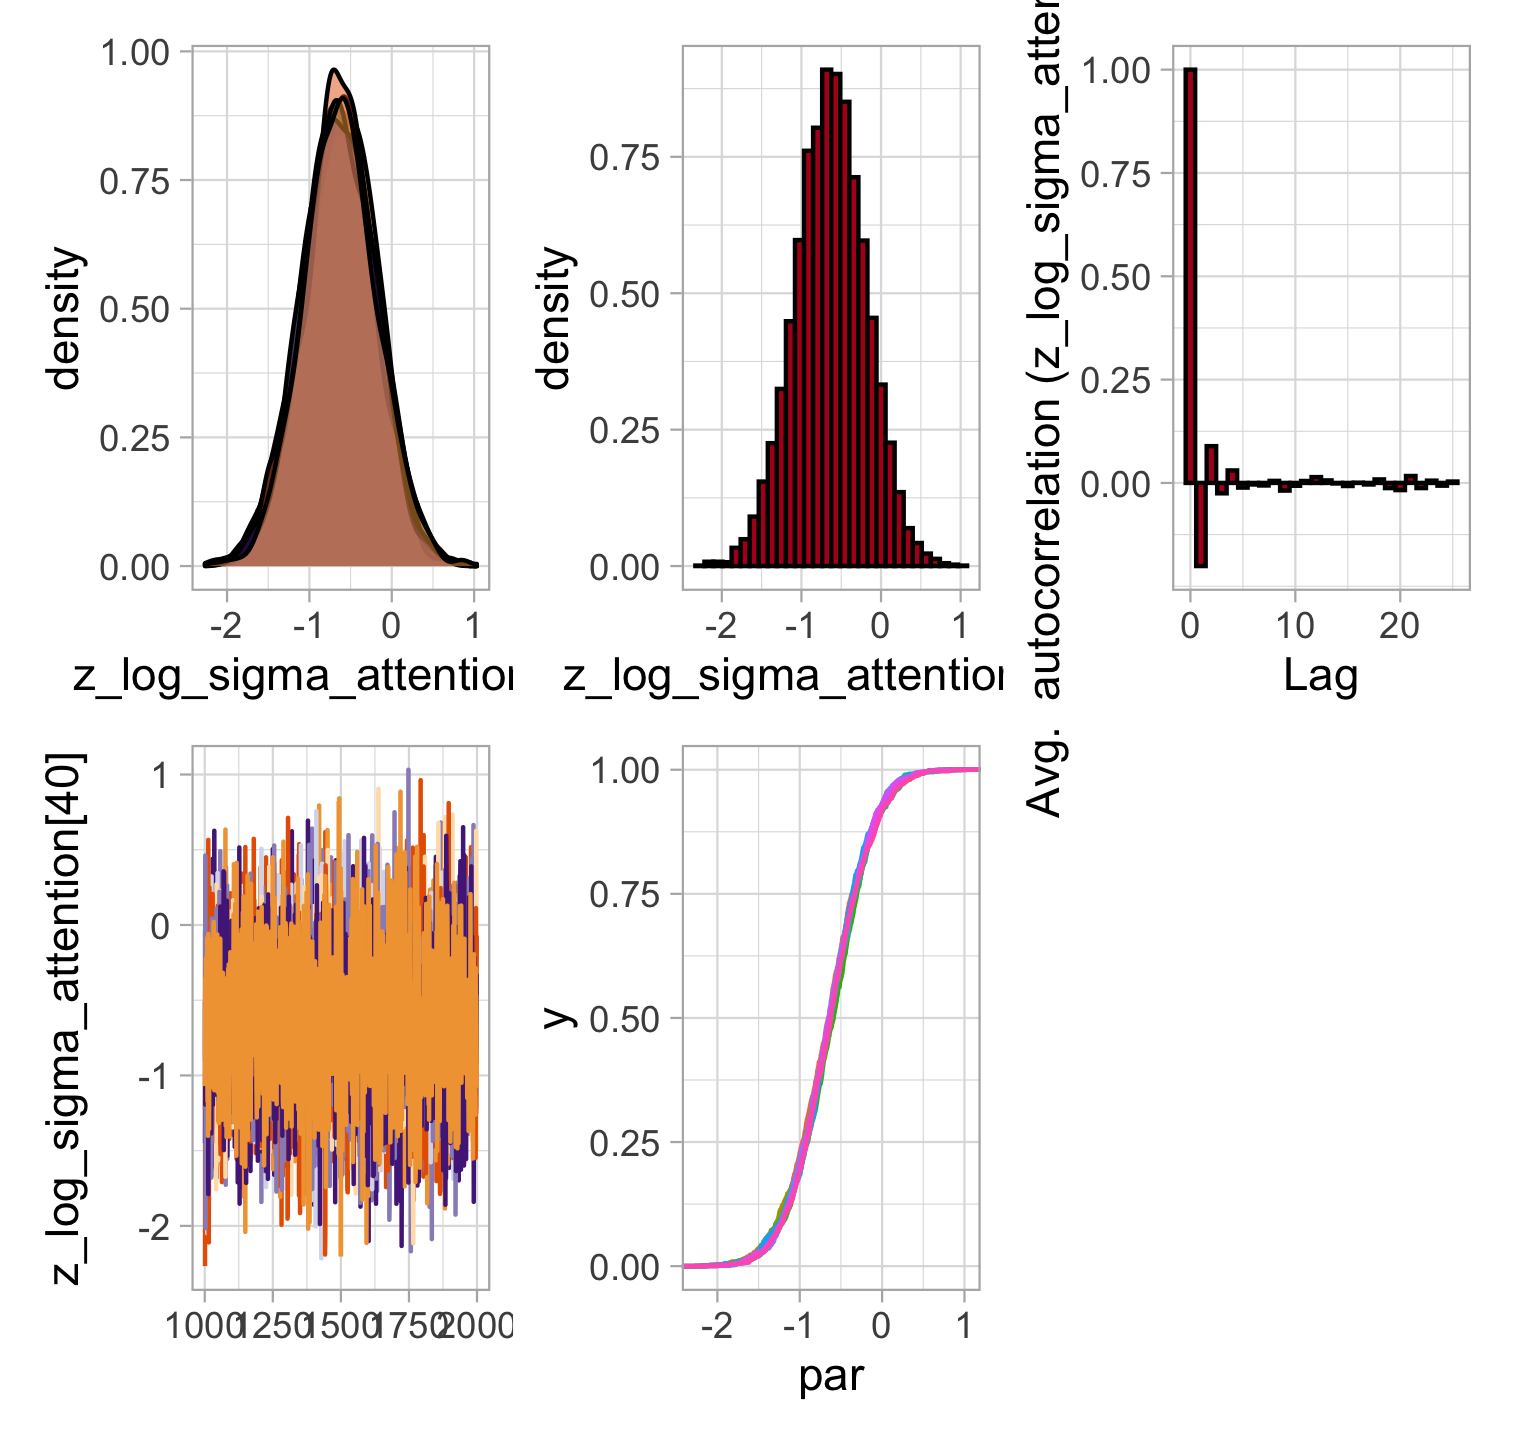 1.00
0.75
0.50
0.25
0.00
density
-2 -1 0 1
z_log_sigma_attention
0.75
0.50
0.25
0.00
density
-2 -1 0 1
z_log_sigma_attention
1.00
0.75
0.50
0.25
0.00
Avg. autocorrelation (z_log_sigma_atten
0 10 20
Lag
1
0
-1
-2
z_log_sigma_attention[40]
1000 1250 1500 1750 2000
1.00
0.75
0.50
0.25
0.00
y
-2 -1 0 1
par